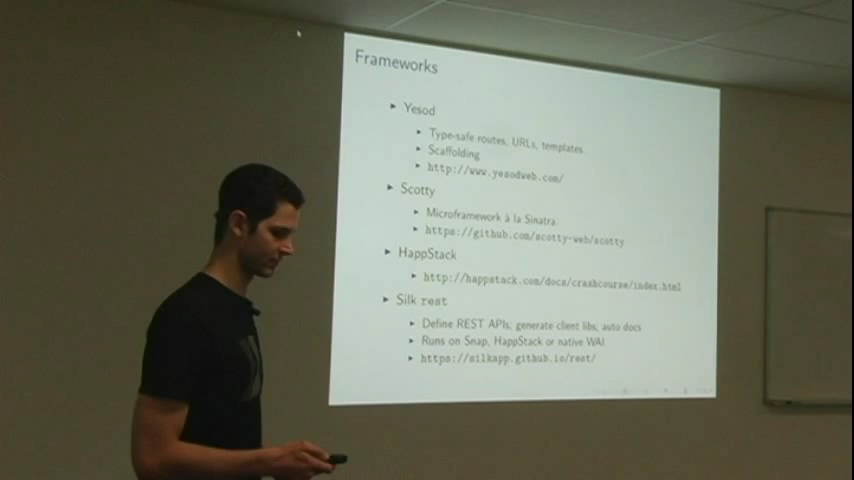 Frameworks
Yesod
Type-safe routes, URLs, templates
Scaffolding
http://www.yesodweb.com/
Scotty
Microframework à la Sinatra
https://github.com/scotty-web/scotty
HappStack
http://happstack.com/docs/crashcourse/index.html
Silk rest
Define REST APIs; generate client libs; auto docs
Runs on Snap, HappStack or native WAI
https://silkapp.github.io/rest/